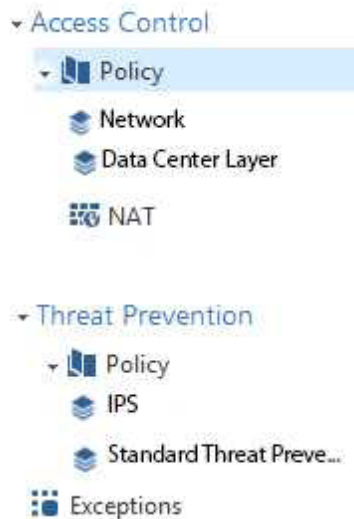 Access Control
Policy
Network
Data Center Layer
NAT
Threat Prevention
Policy
IPS
Standard Threat Preve...
Exceptions